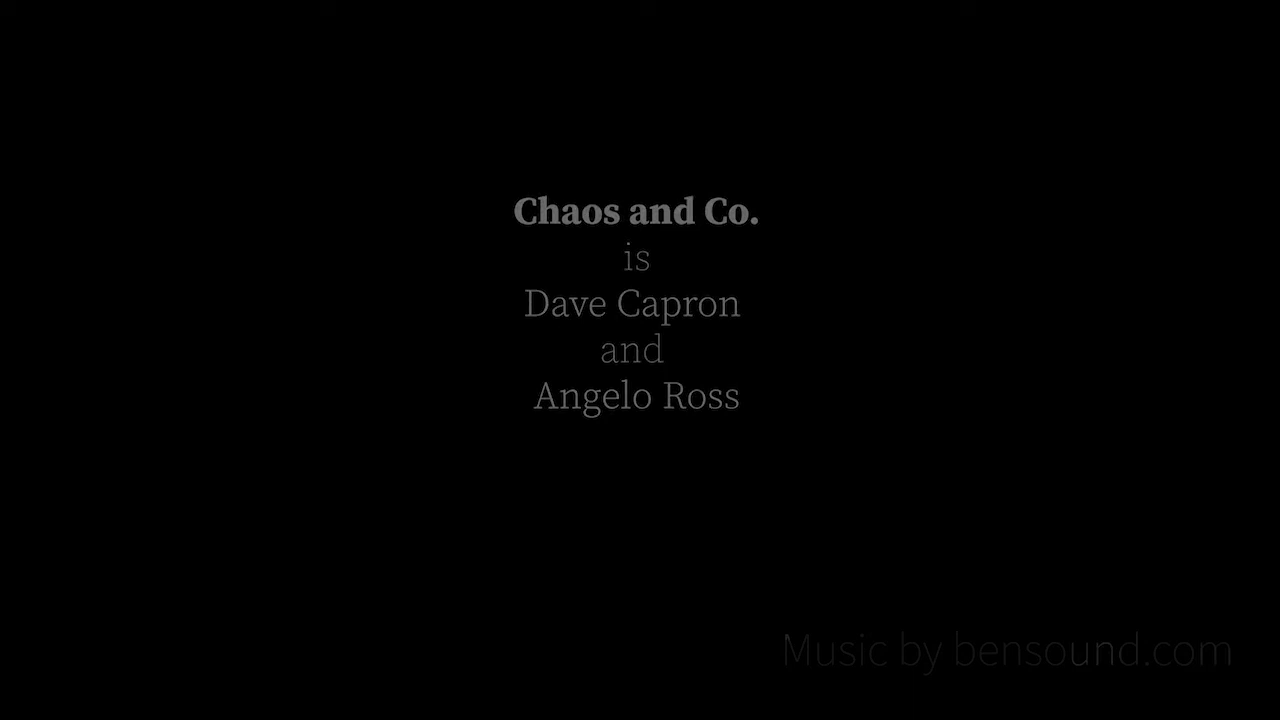 Chaos and Co.
is
Dave Capron
and
Angelo Ross
Music by bensound.com